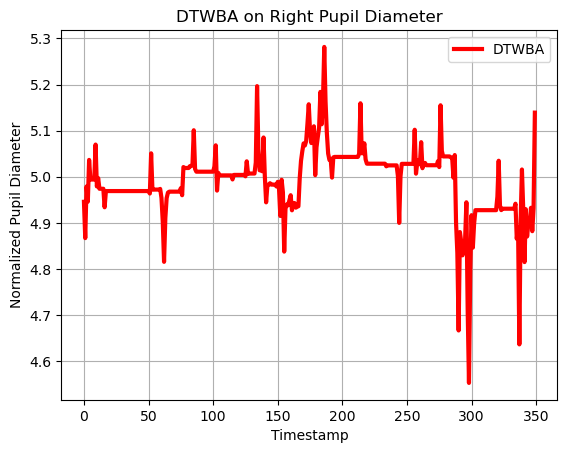 DTWBA on Right Pupil Diameter
DTWBA
Normalized Pupil Diameter
5.3
5.2
5.1
5.0
4.9
4.8
4.7
4.6
0 50 100 150 200 250 300 350
Timestamp